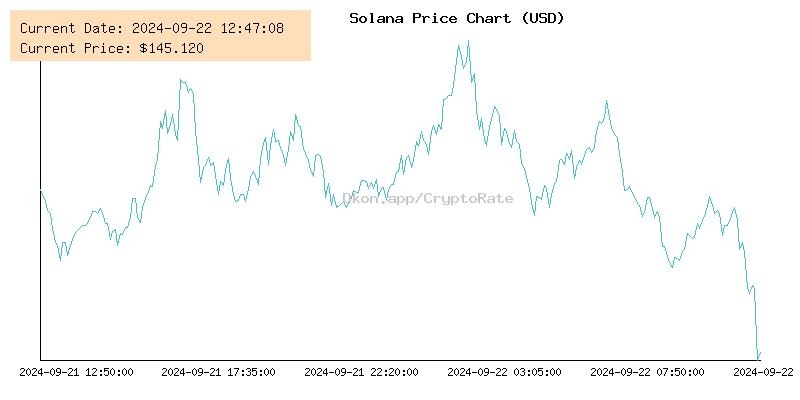 Solana Price Chart (USD)
Current Date: 2024-09-22 12:47:08
Current Price: $145.120
Dkon.app/CryptoRate
2024-09-21 12:50:00
2024-09-21 17:35:00
2024-09-21 22:20:00
2024-09-22 03:05:00
2024-09-22 07:50:00
2024-09-22